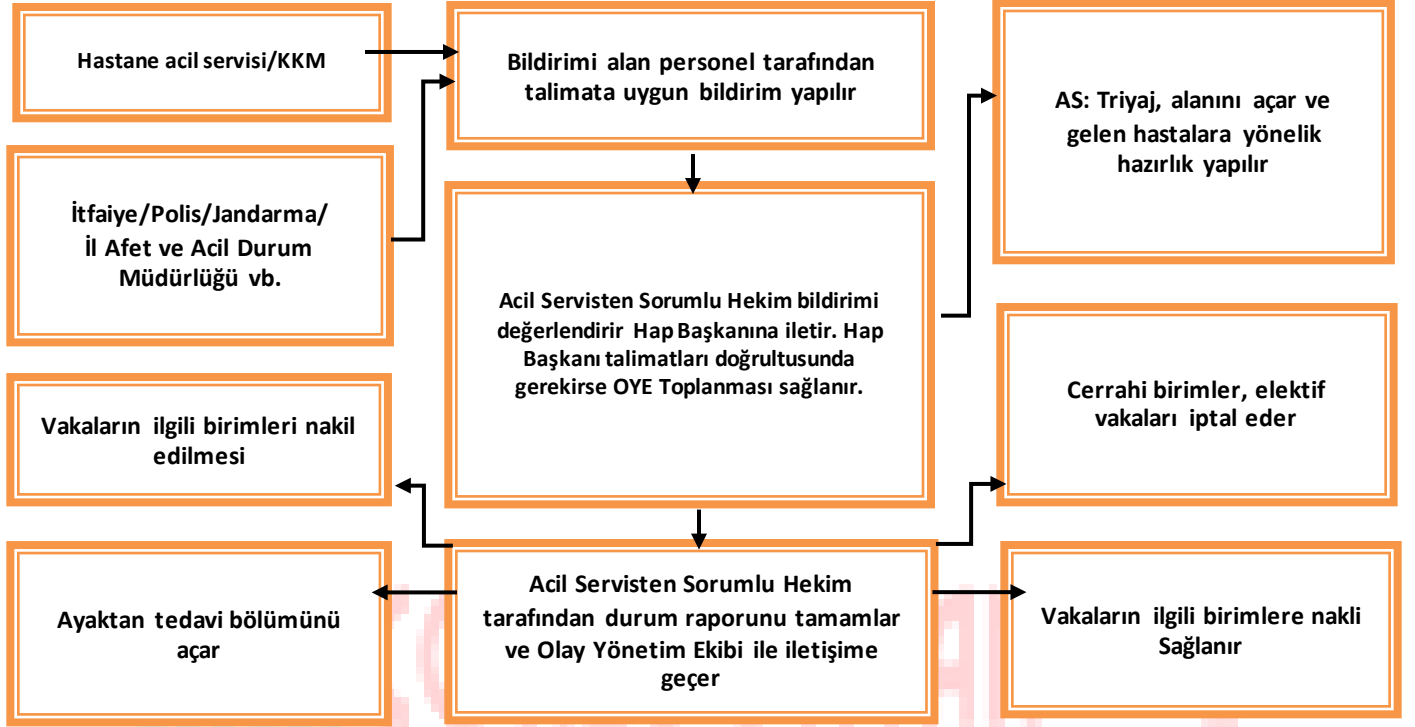 Hastane acil servisi/KKM
Bildirimi alan personel tarafından
talimata uygun bildirim yapılır
AS: Triyaj, alanını açar ve
gelen hastalara yönelik
hazırlık yapılır
İtfaiye/Polis/Jandarma/
İl Afet ve Acil Durum
Müdürlüğü vb.
Acil Servisten Sorumlu Hekim bildirimi
değerlendirir Hap Başkanına iletir. Hap
Başkanı talimatları doğrultusunda
gerekirse OYE Toplanması sağlanır.
Vakaların ilgili birimleri nakil
edilmesi
Cerrahi birimler, elektif
vakaları iptal eder
Ayaktan tedavi bölümünü
açar
Acil Servisten Sorumlu Hekim
tarafından durum raporunu tamamlar
ve Olay Yönetim Ekibi ile iletişime
geçer
Vakaların ilgili birimlere nakli
Sağlanır